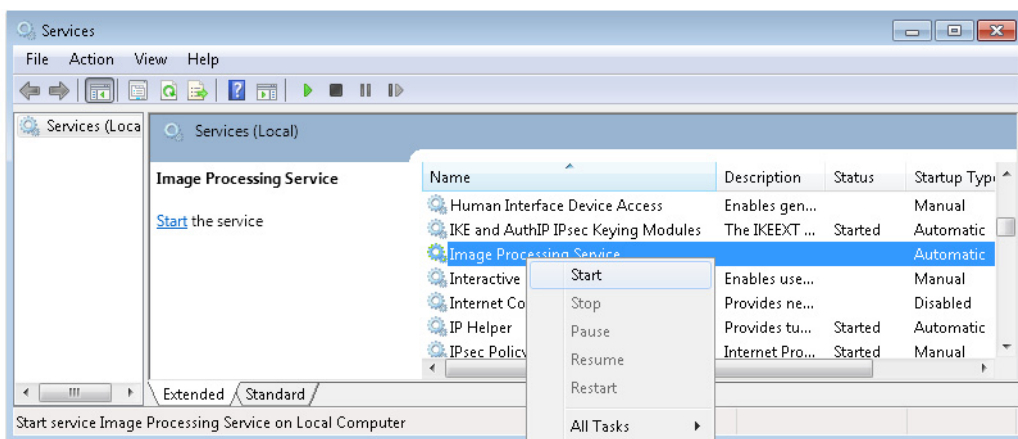 Services
File Action View Help
Services (Loca
Services (Local)
Image Processing Service
Start the service
Name Description Status Startup Typ
Human Interface Device Access Enables gen... Manual
IKE and AuthIP IPsec Keying Modules The IKEEXT ... Started Automatic
Image Processing Service Automatic
Interactive Enables use... Manual
Internet Co Provides ne... Disabled
IP Helper Provides tu... Started Automatic
IPsec Policy Internet Pro... Started Manual
Start
Stop
Pause
Resume
Restart
All Tasks
Extended Standard
Start service Image Processing Service on Local Computer